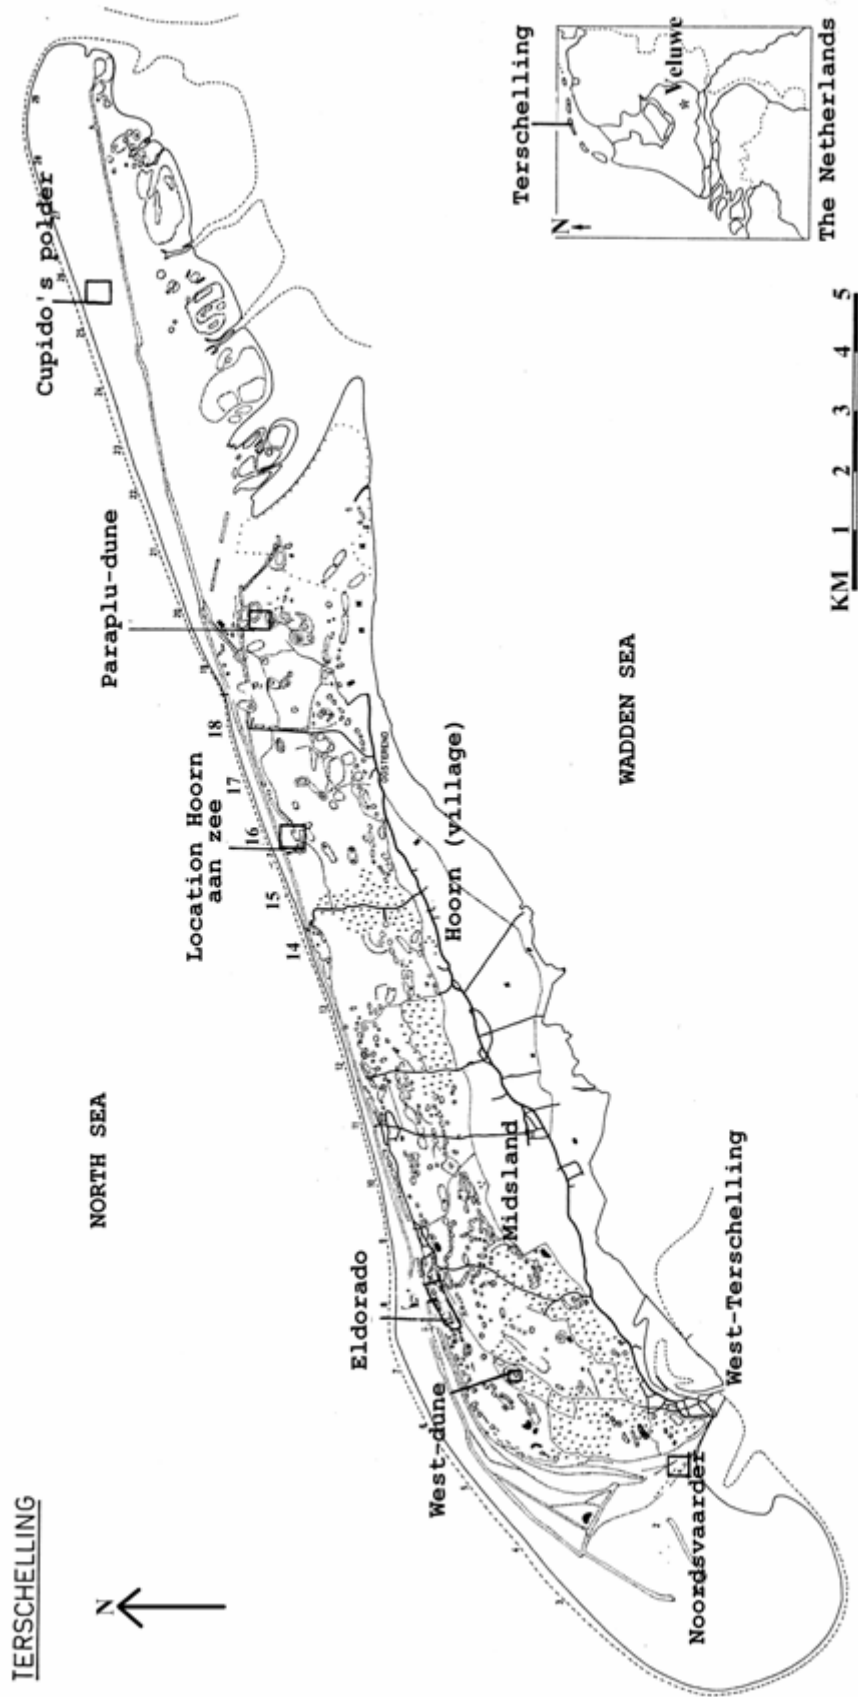 TERSCHELLING
N
NORTH SEA
Cupido's polder
Paraplu-dune
Location Hoorn
aan zee
18
17
16
15
14
Eldorado
West-dune
Noordsvaarder
West-Terschelling
Midsland
Hoorn (village)
OOSTEREND
WADDEN SEA
Terschelling
N
Veluwe
The Netherlands
KM 1 2 3 4 5